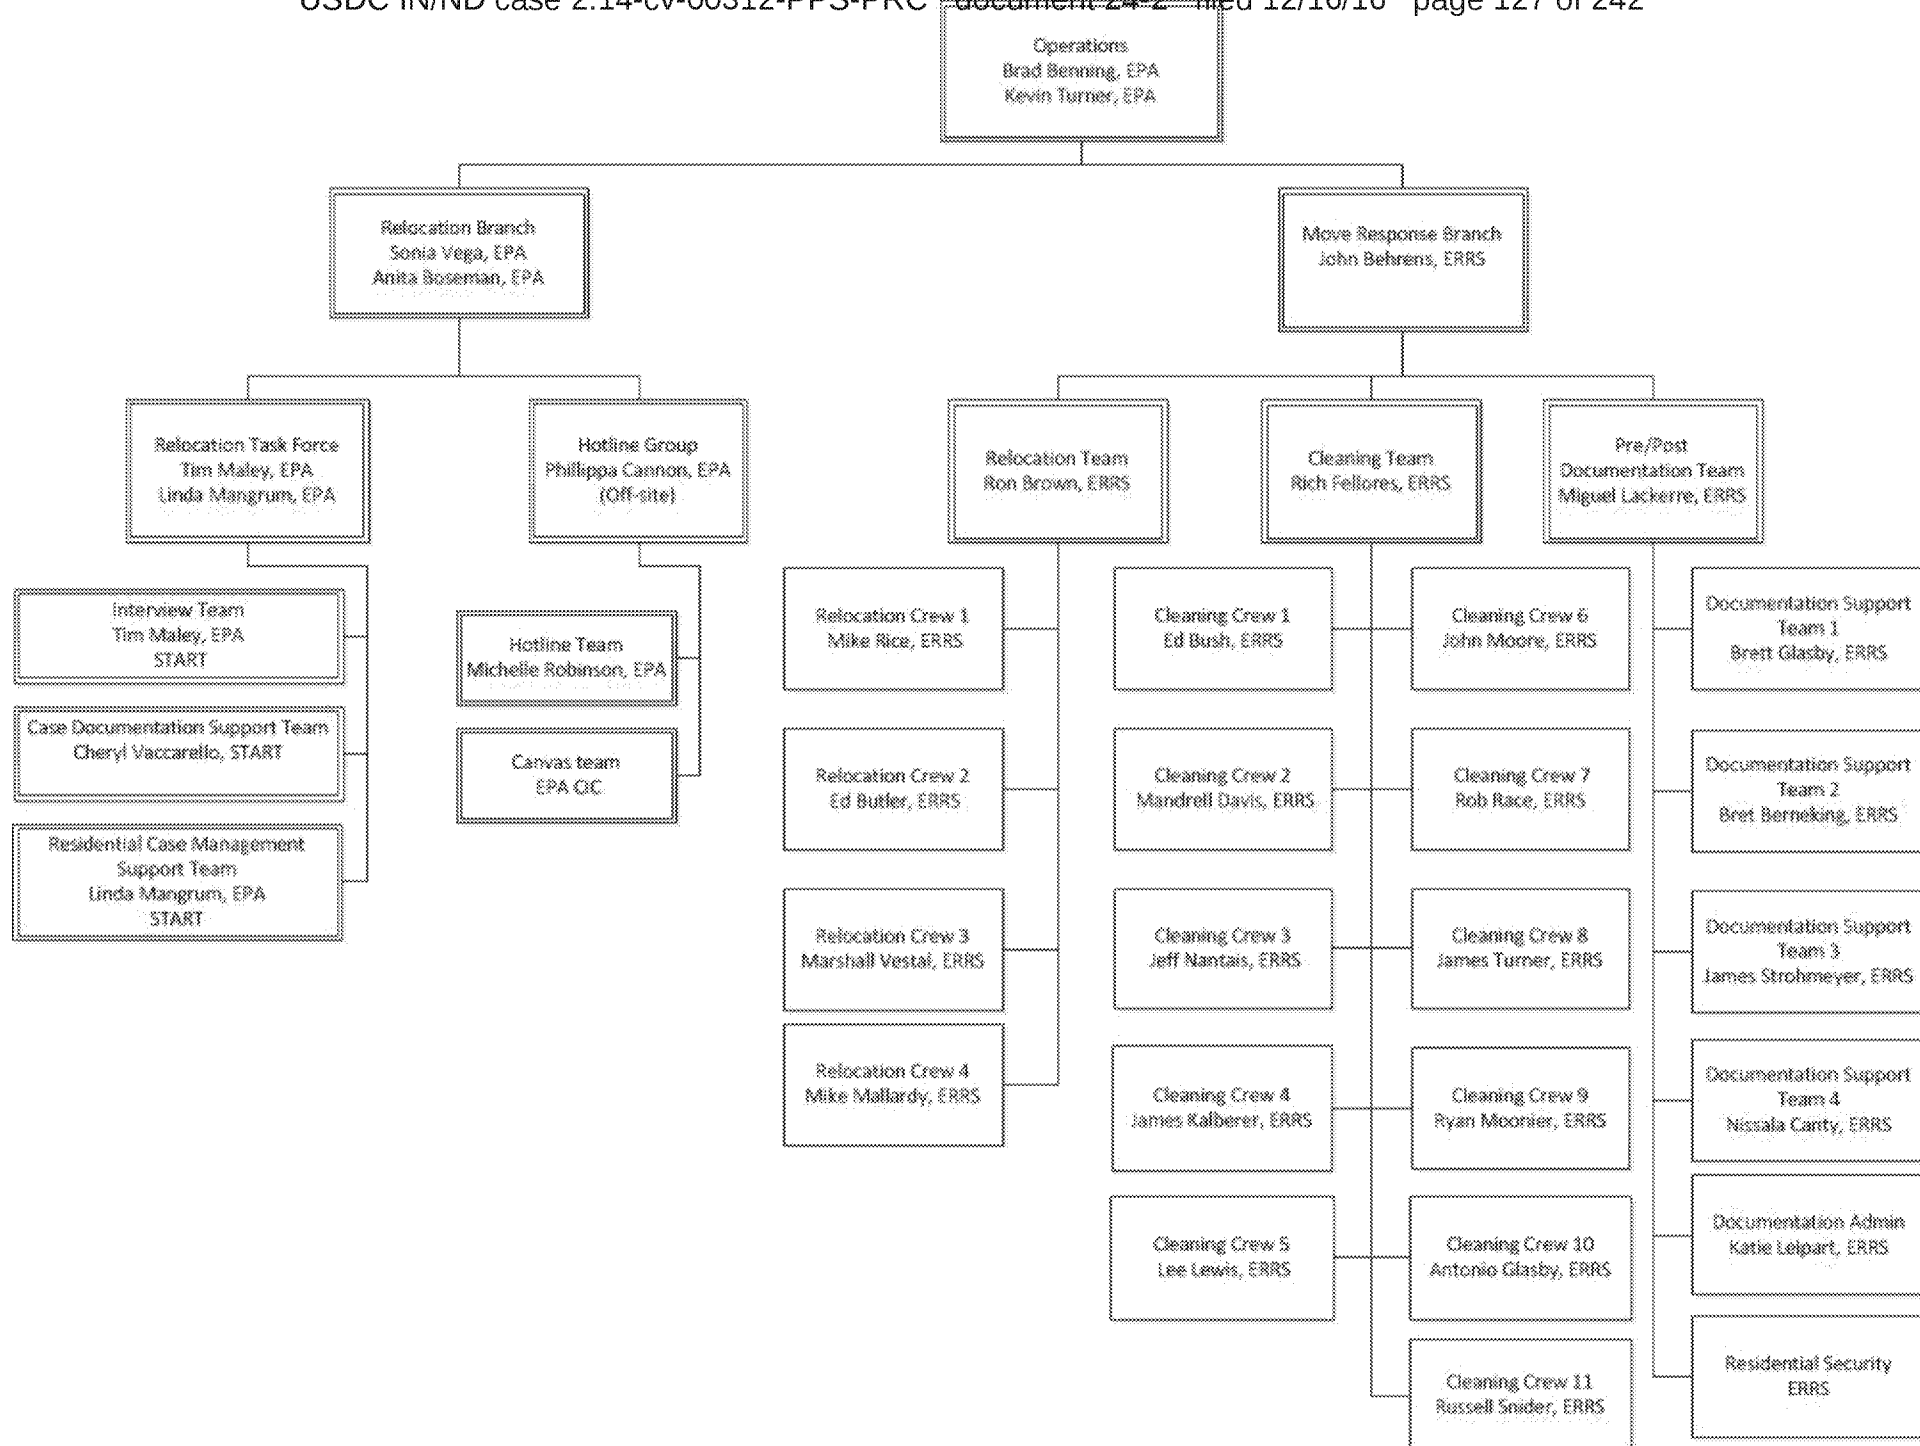 USDC IN/ND case 2:14-cv-00312-PPS-PRC document 24-2 filed 12/16/16 page 127 of 242
Operations
Brad Benning, EPA
Kevin Turner, EPA
Relocation Branch
Sonia Vega, EPA
Anita Boseman, EPA
Move Response Branch
John Behrens, ERRS
Relocation Task Force
Tim Maley, EPA
Linda Mangrum, EPA
Hotline Group
Phillippa Cannon, EPA
(Off-site)
Relocation Team
Ron Brown, ERRS
Cleaning Team
Rich Fellores, ERRS
Pre/Post
Documentation Team
Miguel Lackerre, ERRS
Interview Team
Tim Maley, EPA
START
Case Documentation Support Team
Cheryl Vaccarello, START
Residential Case Management
Support Team
Linda Mangrum, EPA
START
Hotline Team
Michelle Robinson, EPA
Canvas team
EPA CIC
Relocation Crew 1
Mike Rice, ERRS
Relocation Crew 2
Ed Butler, ERRS
Relocation Crew 3
Marshall Vestal, ERRS
Relocation Crew 4
Mike Mallardy, ERRS
Cleaning Crew 1
Ed Bush, ERRS
Cleaning Crew 2
Mandrell Davis, ERRS
Cleaning Crew 3
Jeff Nantais, ERRS
Cleaning Crew 4
James Kalberer, ERRS
Cleaning Crew 5
Lee Lewis, ERRS
Cleaning Crew 6
John Moore, ERRS
Cleaning Crew 7
Rob Race, ERRS
Cleaning Crew 8
James Turner, ERRS
Cleaning Crew 9
Ryan Moonier, ERRS
Cleaning Crew 10
Antonio Glasby, ERRS
Cleaning Crew 11
Russell Snider, ERRS
Documentation Support
Team 1
Brett Glasby, ERRS
Documentation Support
Team 2
Bret Berneking, ERRS
Documentation Support
Team 3
James Strohmeyer, ERRS
Documentation Support
Team 4
Nissala Canty, ERRS
Documentation Admin
Katie Leipart, ERRS
Residential Security
ERRS